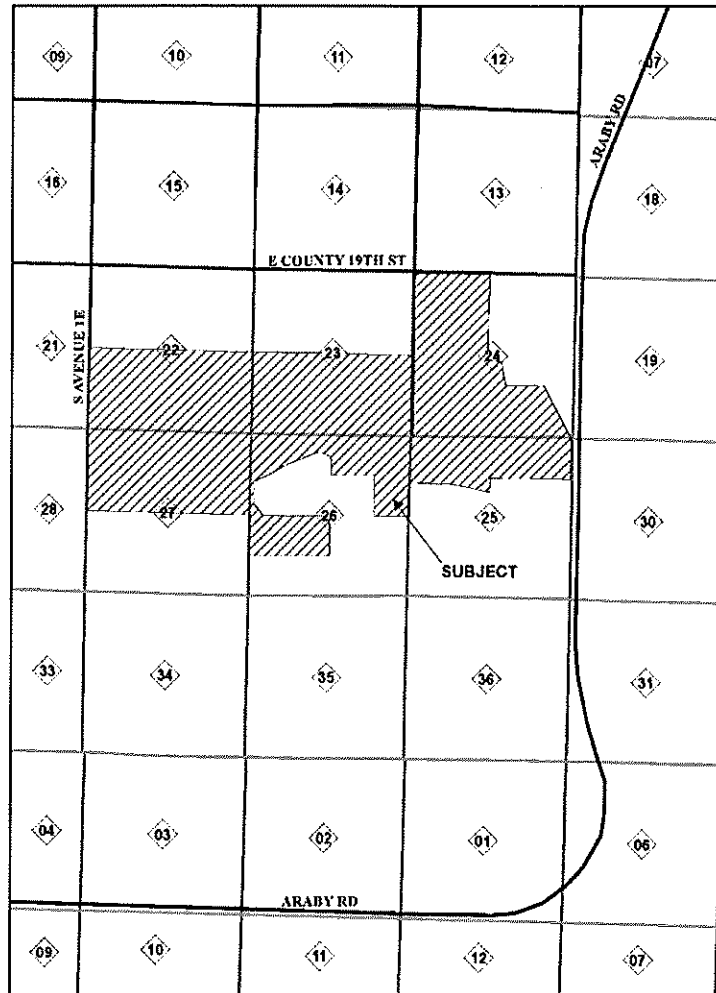 09 10 11 12 07
ARABY RD
16 15 14 13 18
E COUNTY 19TH ST
S AVENUE 1E
21 22 23 24 19
28 27 26 25 30
SUBJECT
33 34 35 36 31
04 03 02 01 06
ARABY RD
09 10 11 12 07